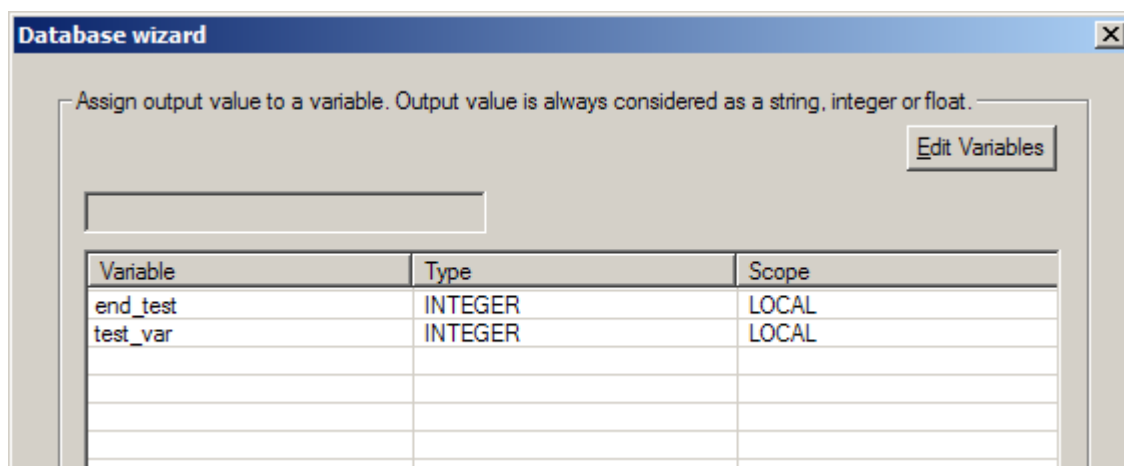 Database wizard
Assign output value to a variable. Output value is always considered as a string, integer or float.
Edit Variables
Variable Type Scope
end_test INTEGER LOCAL
test_var INTEGER LOCAL